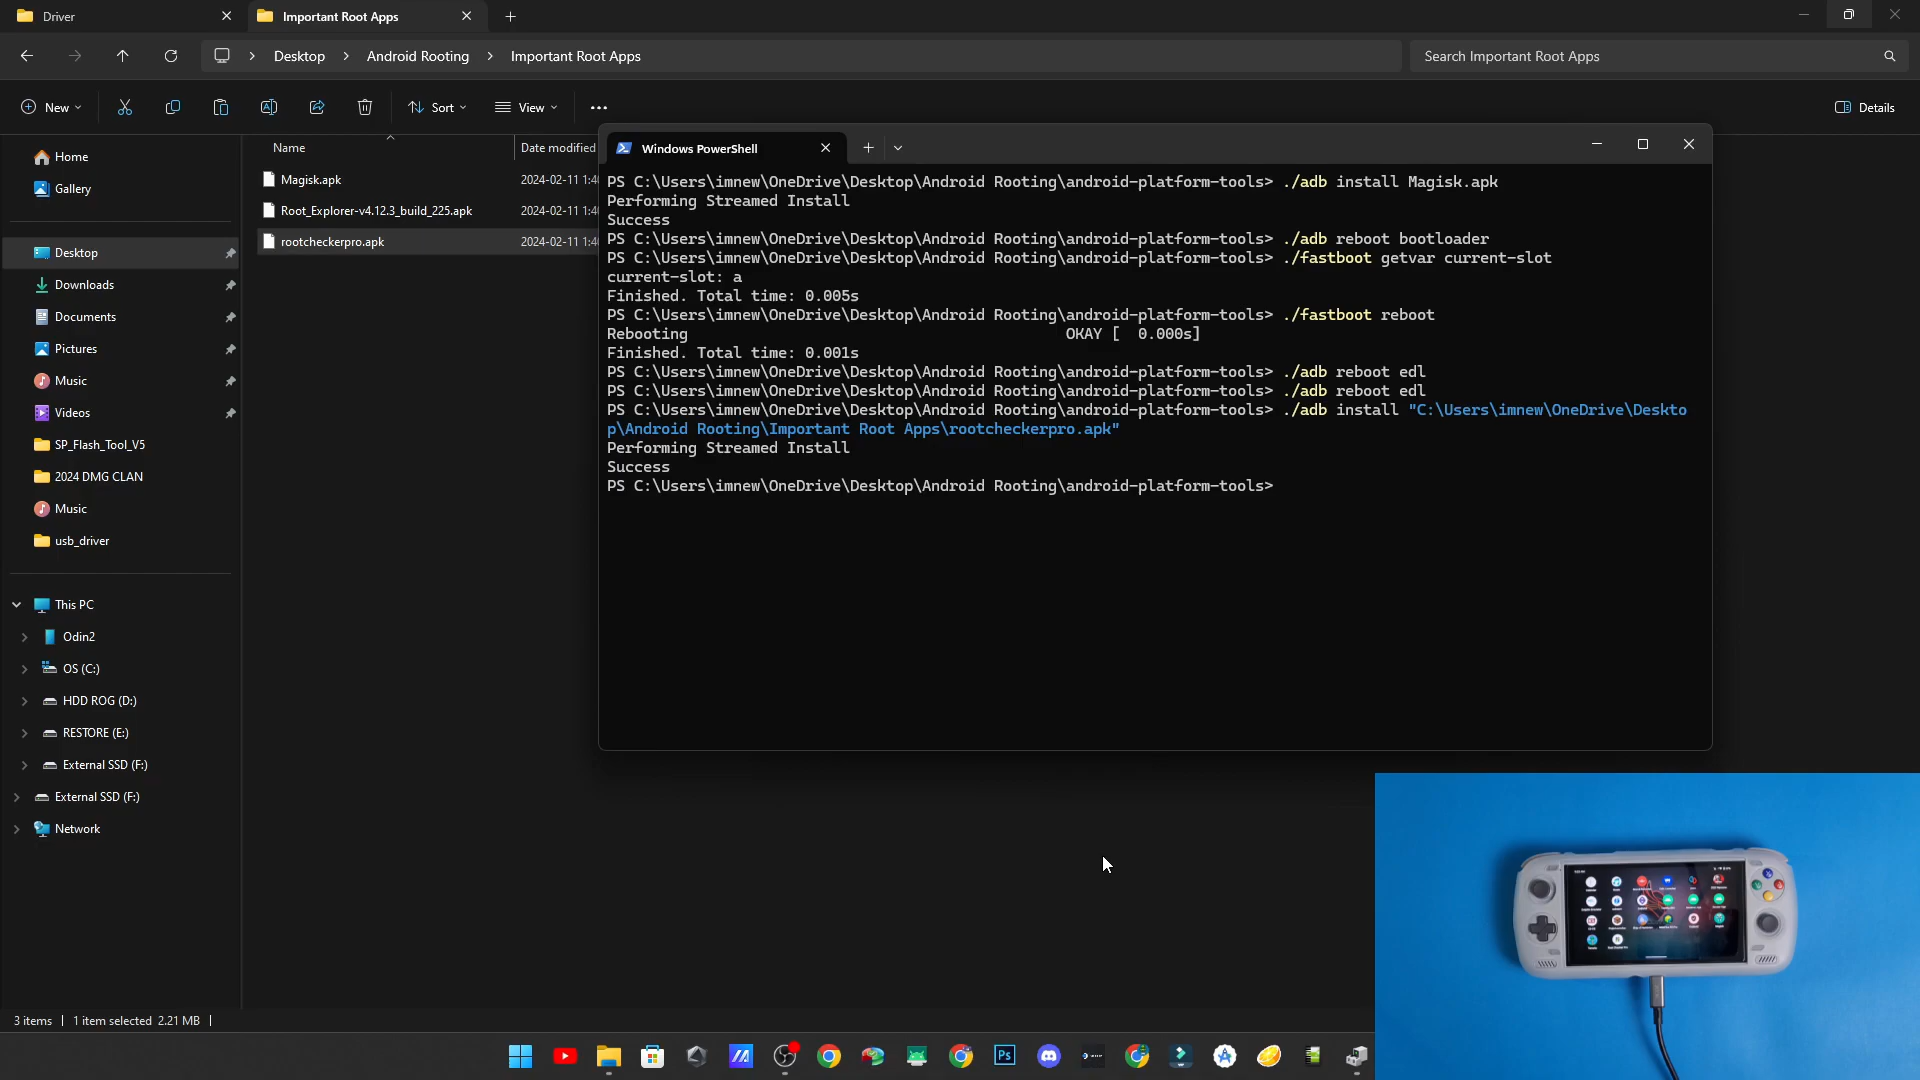 Driver
Important Root Apps
Desktop
Android Rooting
Important Root Apps
Search Important Root Apps
New
Sort
View
Details
Home
Gallery
Desktop
Downloads
Documents
Pictures
Music
Videos
SP_Flash_Tool_V5
2024 DMG CLAN
Music
usb_driver
This PC
Odin2
OS (C:)
HDD ROG (D:)
RESTORE (E:)
External SSD (F:)
External SSD (F:)
Network
Name
Date modified
Magisk.apk
2024-02-11 1:4
Root_Explorer-v4.12.3_build_225.apk
2024-02-11 1:4
rootcheckerpro.apk
2024-02-11 1:4
Windows PowerShell
PS C:\Users\imnew\OneDrive\Desktop\Android Rooting\android-platform-tools> ./adb install Magisk.apk
Performing Streamed Install
Success
PS C:\Users\imnew\OneDrive\Desktop\Android Rooting\android-platform-tools> ./adb reboot bootloader
PS C:\Users\imnew\OneDrive\Desktop\Android Rooting\android-platform-tools> ./fastboot getvar current-slot
current-slot: a
Finished. Total time: 0.005s
PS C:\Users\imnew\OneDrive\Desktop\Android Rooting\android-platform-tools> ./fastboot reboot
Rebooting OKAY [ 0.000s]
Finished. Total time: 0.001s
PS C:\Users\imnew\OneDrive\Desktop\Android Rooting\android-platform-tools> ./adb reboot edl
PS C:\Users\imnew\OneDrive\Desktop\Android Rooting\android-platform-tools> ./adb reboot edl
PS C:\Users\imnew\OneDrive\Desktop\Android Rooting\android-platform-tools> ./adb install "C:\Users\imnew\OneDrive\Deskto
p\Android Rooting\Important Root Apps\rootcheckerpro.apk"
Performing Streamed Install
Success
PS C:\Users\imnew\OneDrive\Desktop\Android Rooting\android-platform-tools>
3 items
1 item selected 2.21 MB
Ps